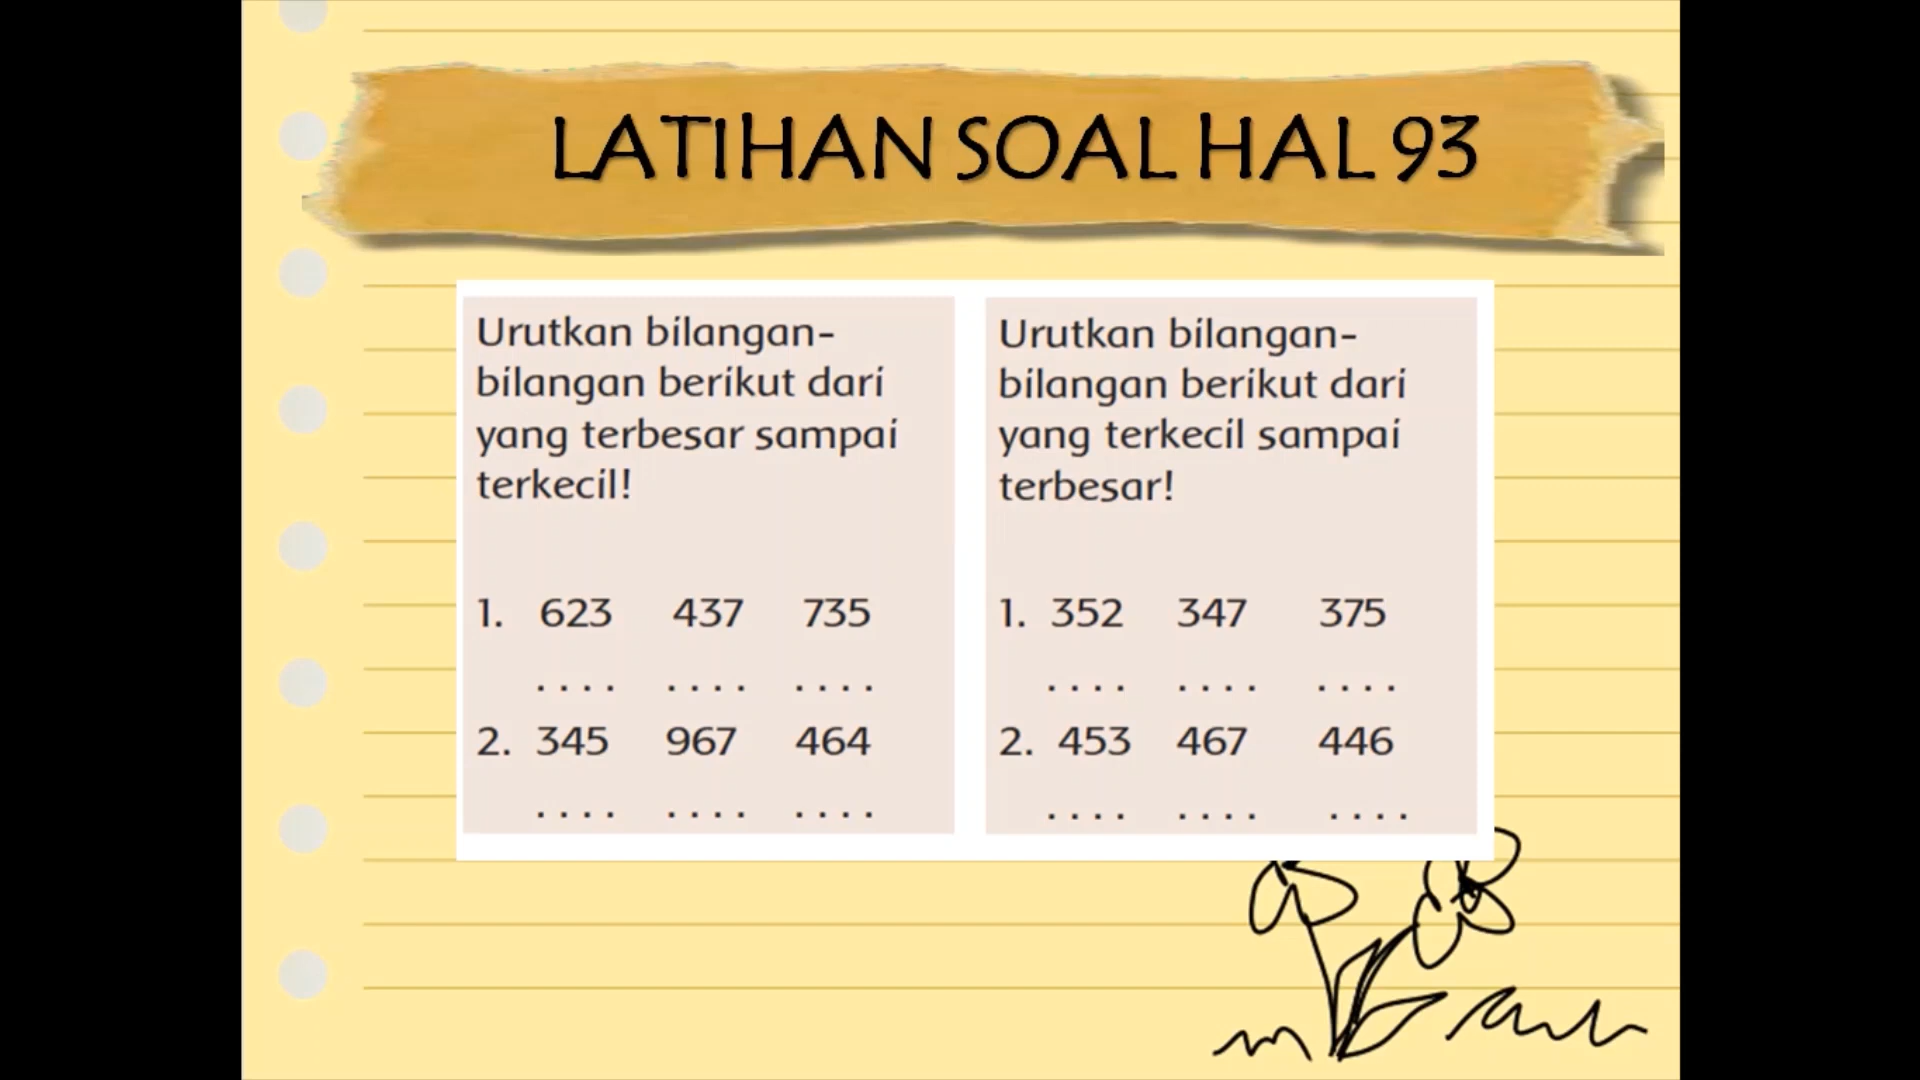 LATIHAN SOAL HAL 93
Urutkan bilangan-
bilangan berikut dari
yang terbesar sampai
terkecil!
1. 623 437 735
.... .... ....
2. 345 967 464
.... .... ....
Urutkan bilangan-
bilangan berikut dari
yang terkecil sampai
terbesar!
1. 352 347 375
.... .... ....
2. 453 467 446
.... .... ....